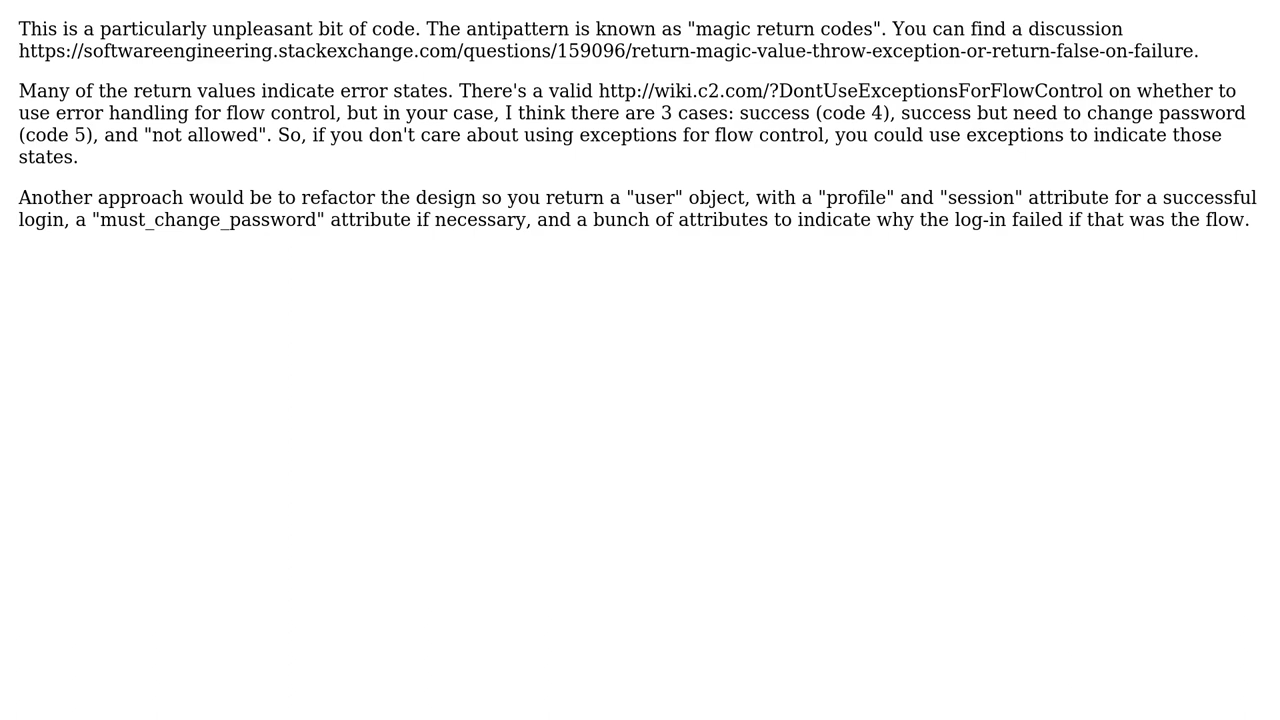 This is a particularly unpleasant bit of code. The antipattern is known as "magic return codes". You can find a discussion
https://softwareengineering.stackexchange.com/questions/159096/return-magic-value-throw-exception-or-return-false-on-failure.
Many of the return values indicate error states. There's a valid http://wiki.c2.com/?DontUseExceptionsForFlowControl on whether to
use error handling for flow control, but in your case, I think there are 3 cases: success (code 4), success but need to change password
(code 5), and "not allowed". So, if you don't care about using exceptions for flow control, you could use exceptions to indicate those
states.
Another approach would be to refactor the design so you return a "user" object, with a "profile" and "session" attribute for a successful
login, a "must_change_password" attribute if necessary, and a bunch of attributes to indicate why the log-in failed if that was the flow.